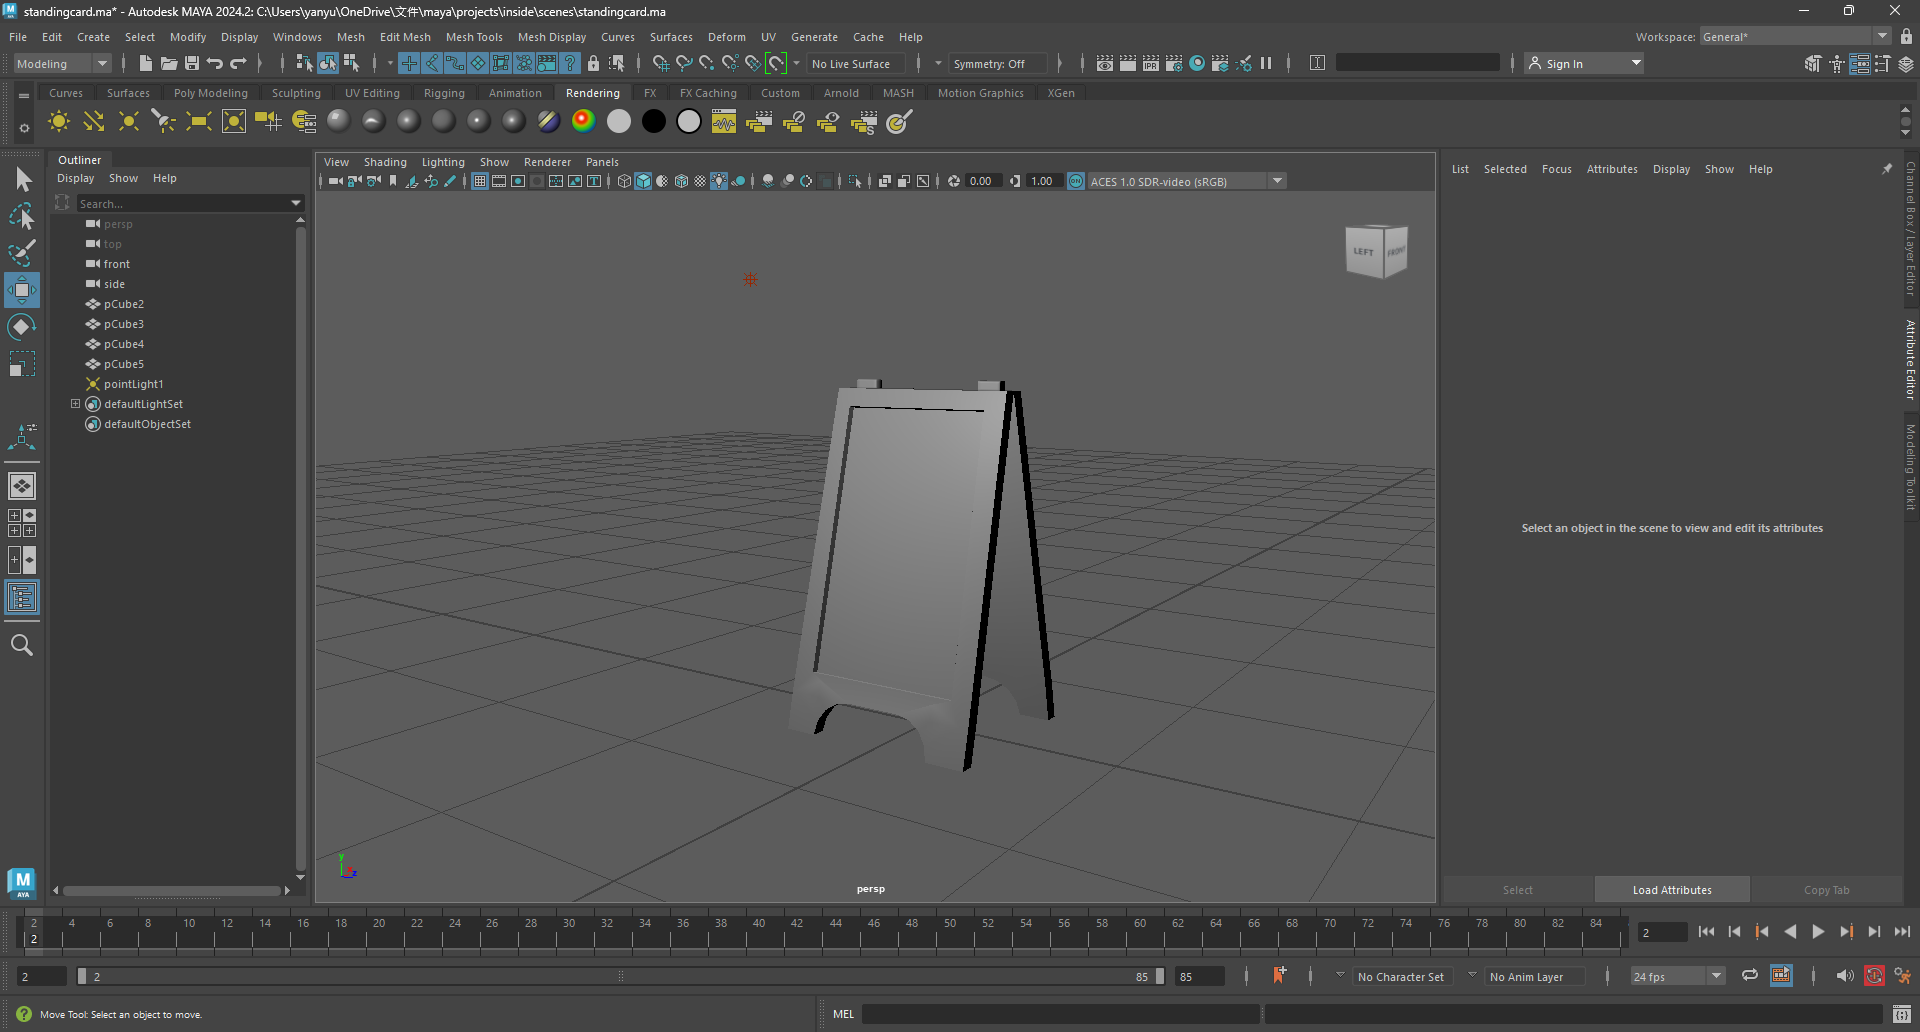 standingcard.ma* - Autodesk MAYA 2024.2: C:\Users\yanyu\OneDrive\文件\maya\projects\inside\scenes\standingcard.ma
File Edit Create Select Modify Display Windows Mesh Edit Mesh Mesh Tools Mesh Display Curves Surfaces Deform UV Generate Cache Help
Workspace: General*
Modeling
No Live Surface
Symmetry: Off
Sign In
Curves Surfaces Poly Modeling Sculpting UV Editing Rigging Animation Rendering FX FX Caching Custom Arnold MASH Motion Graphics XGen
Outliner
Display Show Help
Search...
persp
top
front
side
pCube2
pCube3
pCube4
pCube5
pointLight1
defaultLightSet
defaultObjectSet
View Shading Lighting Show Renderer Panels
0.00 1.00 ACES 1.0 SDR-video (sRGB)
LEFT FRONT
y
z
persp
List Selected Focus Attributes Display Show Help
Select an object in the scene to view and edit its attributes
Select Load Attributes Copy Tab
Channel Box / Layer Editor
Attribute Editor
Modeling Toolkit
M
AYA
2 4 6 8 10 12 14 16 18 20 22 24 26 28 30 32 34 36 38 40 42 44 46 48 50 52 54 56 58 60 62 64 66 68 70 72 74 76 78 80 82 84
2
2
2 2 85 85
No Character Set
No Anim Layer
24 fps
Move Tool: Select an object to move.
MEL